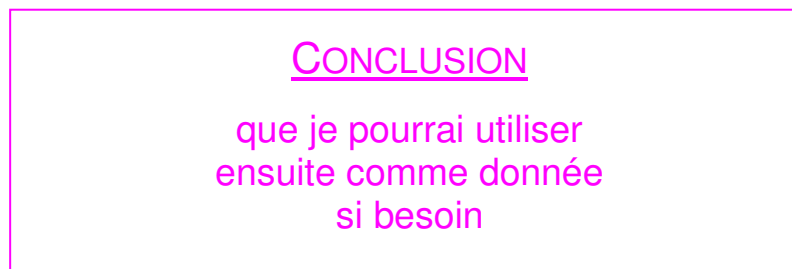 CONCLUSION
que je pourrai utiliser
ensuite comme donnée
si besoin